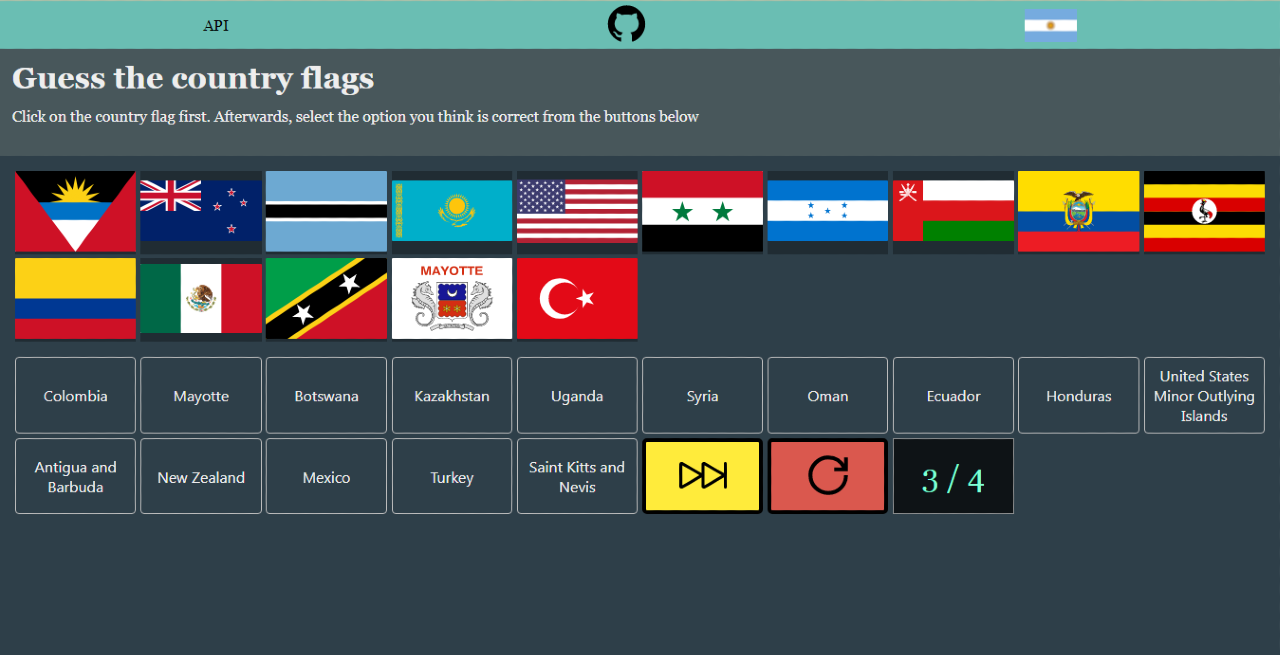 API
Guess the country flags
Click on the country flag first. Afterwards, select the option you think is correct from the buttons below
MAYOTTE
Colombia
Mayotte
Botswana
Kazakhstan
Uganda
Syria
Oman
Ecuador
Honduras
United States
Minor Outlying
Islands
Antigua and
Barbuda
New Zealand
Mexico
Turkey
Saint Kitts and
Nevis
3 / 4